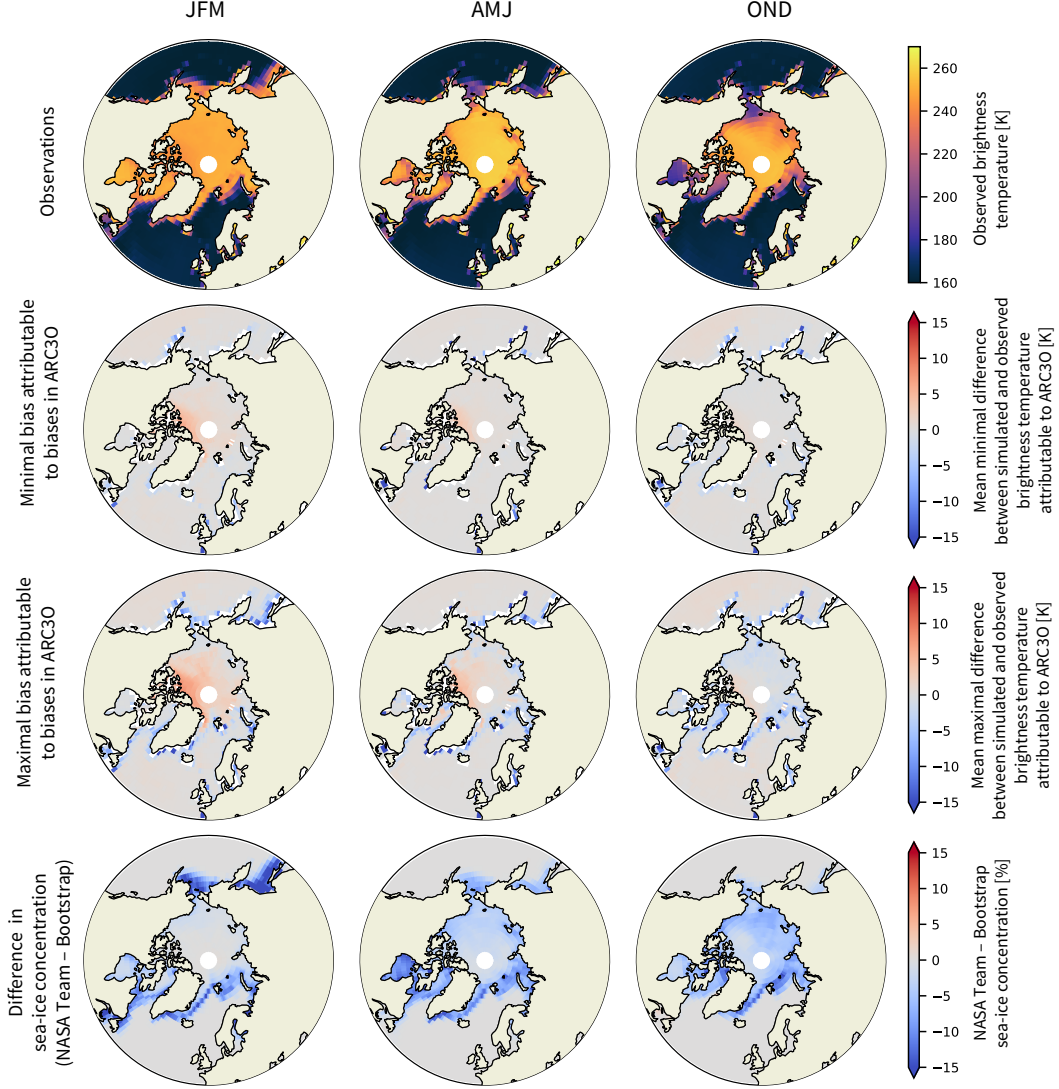 JFM
AMJ
OND
Observations
260
240
220
200
180
160
Observed brightness
temperature [K]
Minimal bias attributable
to biases in ARC3O
15
10
5
0
−5
−10
−15
Mean minimal difference
between simulated and observed
brightness temperature
attributable to ARC3O [K]
Maximal bias attributable
to biases in ARC3O
15
10
5
0
−5
−10
−15
Mean maximal difference
between simulated and observed
brightness temperature
attributable to ARC3O [K]
Difference in
sea-ice concentration
(NASA Team – Bootstrap)
15
10
5
0
−5
−10
−15
NASA Team – Bootstrap
sea-ice concentration [%]